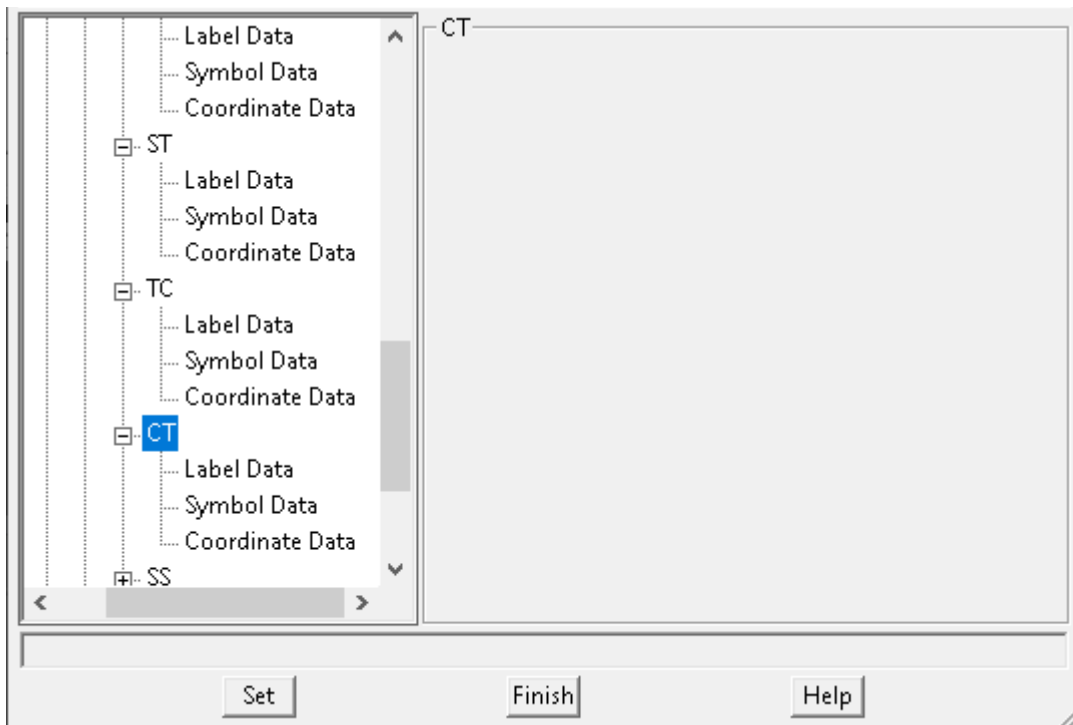 Label Data
Symbol Data
Coordinate Data
ST
Label Data
Symbol Data
Coordinate Data
TC
Label Data
Symbol Data
Coordinate Data
CT
Label Data
Symbol Data
Coordinate Data
SS
CT
Set
Finish
Help